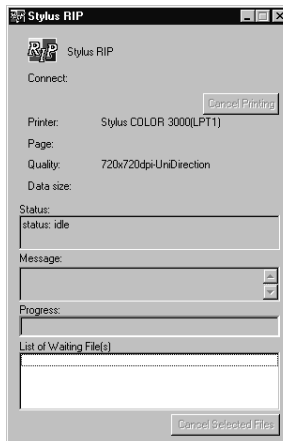 Stylus RIP
RIP Stylus RIP
Connect:
Cancel Printing
Printer: Stylus COLOR 3000(LPT1)
Page:
Quality: 720x720dpi-UniDirection
Data size:
Status:
status: idle
Message:
Progress:
List of Waiting File(s)
Cancel Selected Files